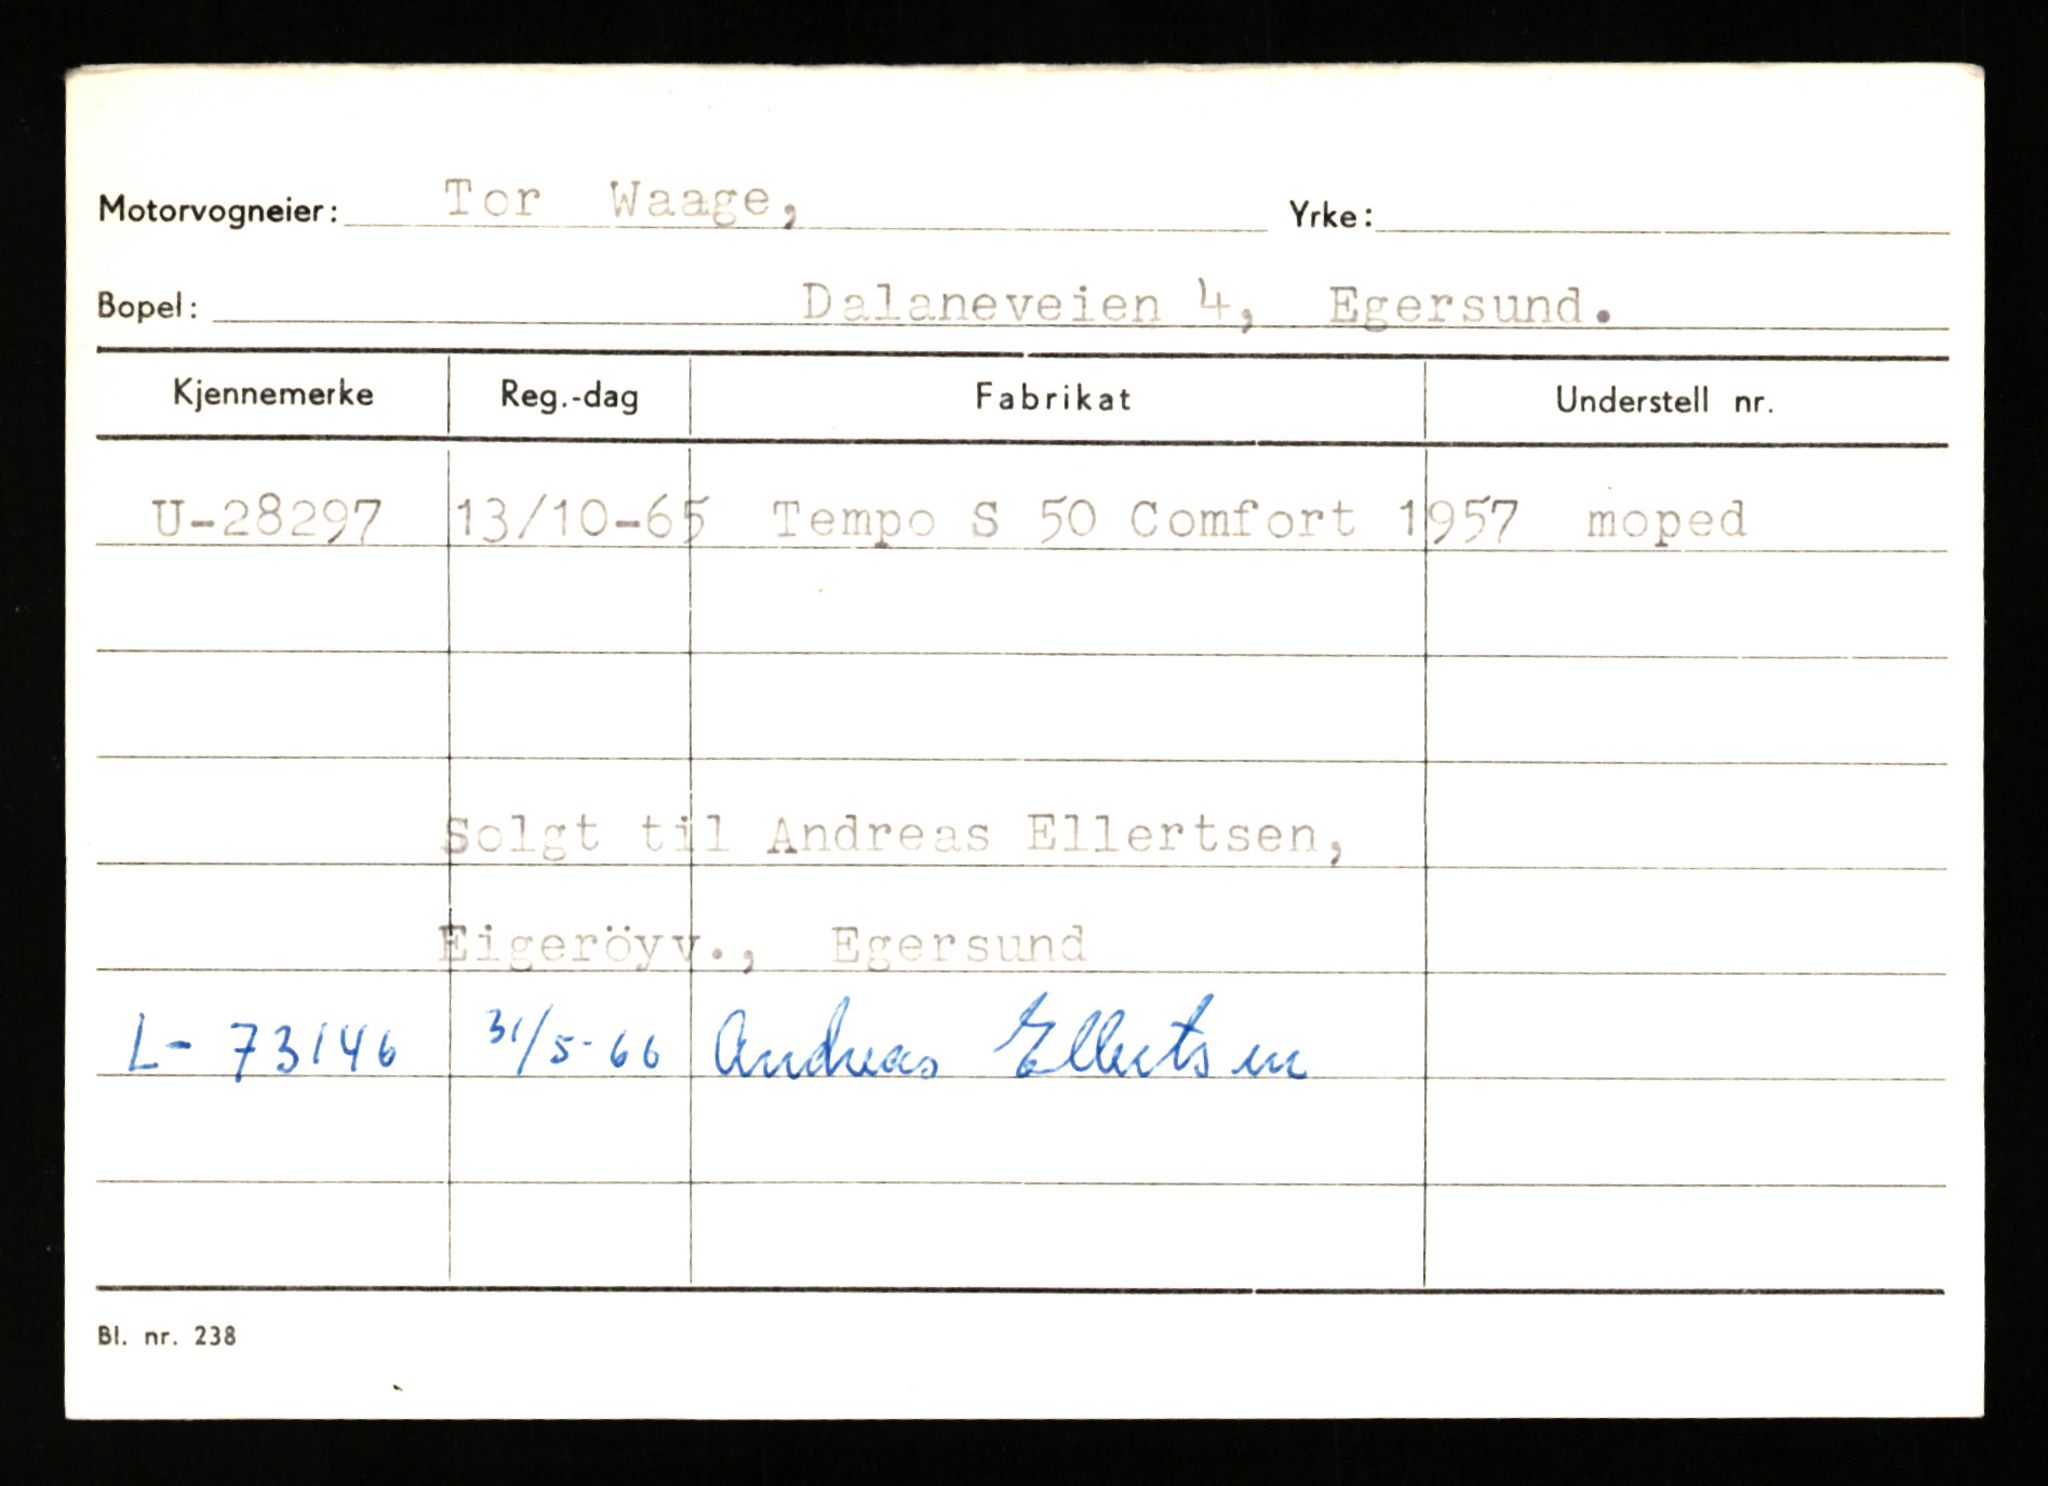 Motorvogneier: Tor Waage, Yrke:
Bopel: Dalaneveien 4, Egersund.
Kjennemerke Reg.-dag Fabrikat Understell nr.
U-28297 13/10-65 Tempo S 50 Comfort 1957 moped
Solgt til Andreas Ellertsen,
Eigeröyv., Egersund
L- 73146 31/5-66 Andreas Ellertsen
Bl. nr. 238